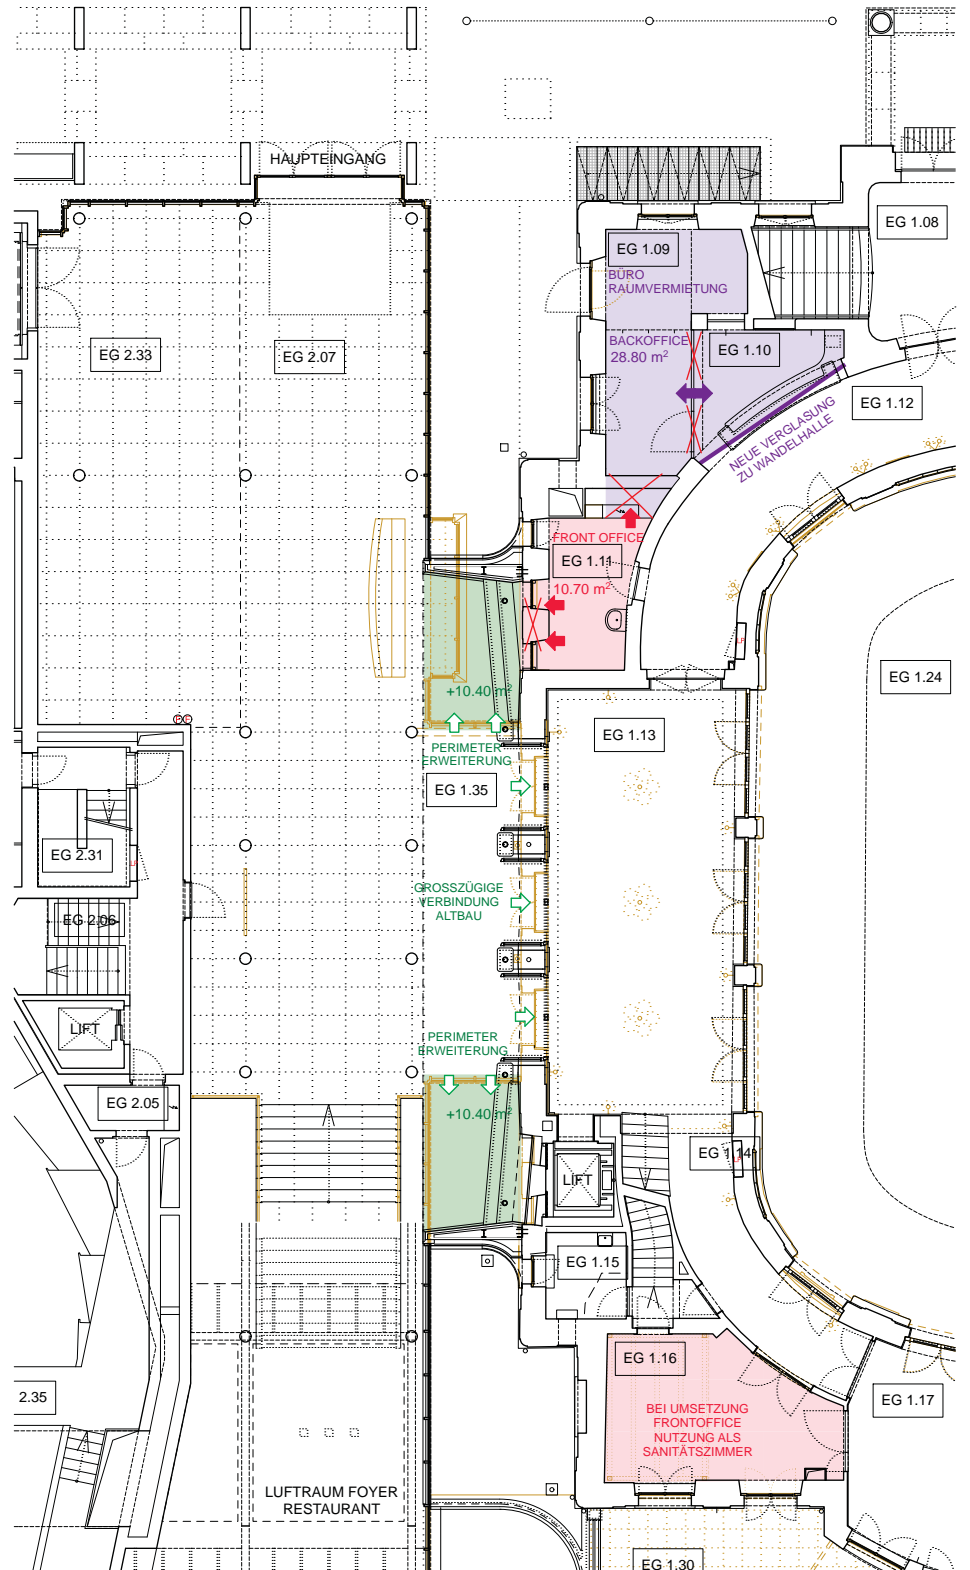 HAUPTEINGANG
EG 1.08
EG 1.09
BÜRO
RAUMVERMIETUNG
EG 2.33
EG 2.07
BACKOFFICE
28.80 m²
EG 1.10
EG 1.12
NEUE VERGLASUNG
ZU WANDELHALLE
FRONT OFFICE
EG 1.11
10.70 m²
EG 1.24
+10.40 m²
F F
EG 1.13
PERIMETER
ERWEITERUNG
EG 1.35
EG 2.31
GROSSZÜGIGE
VERBINDUNG
ALTBAU
EG 2.06
LIFT
PERIMETER
ERWEITERUNG
EG 2.05
+10.40 m²
EG 1.14
LIFT
EG 1.15
EG 1.16
2.35
EG 1.17
BEI UMSETZUNG
FRONTOFFICE
NUTZUNG ALS
SANITÄTSZIMMER
LUFTRAUM FOYER
RESTAURANT
EG 1.30